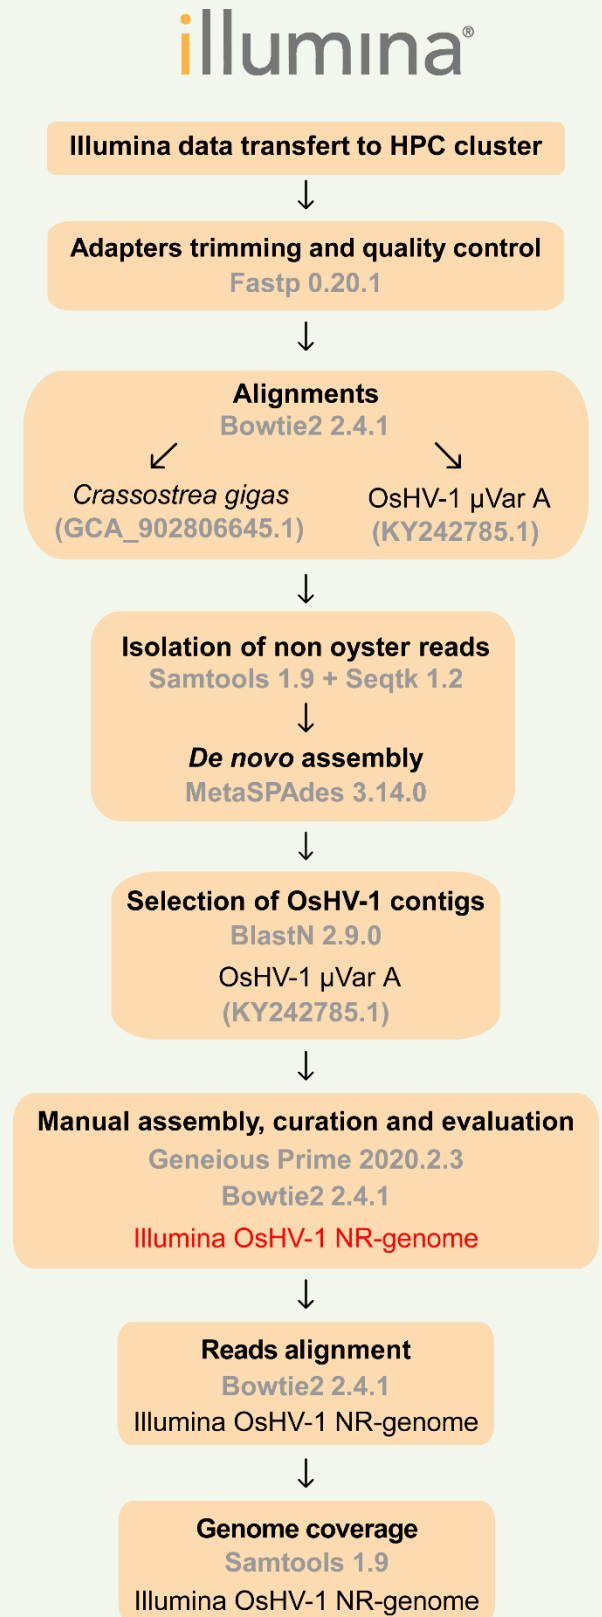 illumina®
Illumina data transfert to HPC cluster
↓
Adapters trimming and quality control
Fastp 0.20.1
↓
Alignments
Bowtie2 2.4.1
↙ ↘
Crassostrea gigas OsHV-1 µVar A
(GCA_902806645.1) (KY242785.1)
↓
Isolation of non oyster reads
Samtools 1.9 + Seqtk 1.2
↓
De novo assembly
MetaSPAdes 3.14.0
↓
Selection of OsHV-1 contigs
BlastN 2.9.0
OsHV-1 µVar A
(KY242785.1)
↓
Manual assembly, curation and evaluation
Geneious Prime 2020.2.3
Bowtie2 2.4.1
Illumina OsHV-1 NR-genome
↓
Reads alignment
Bowtie2 2.4.1
Illumina OsHV-1 NR-genome
↓
Genome coverage
Samtools 1.9
Illumina OsHV-1 NR-genome